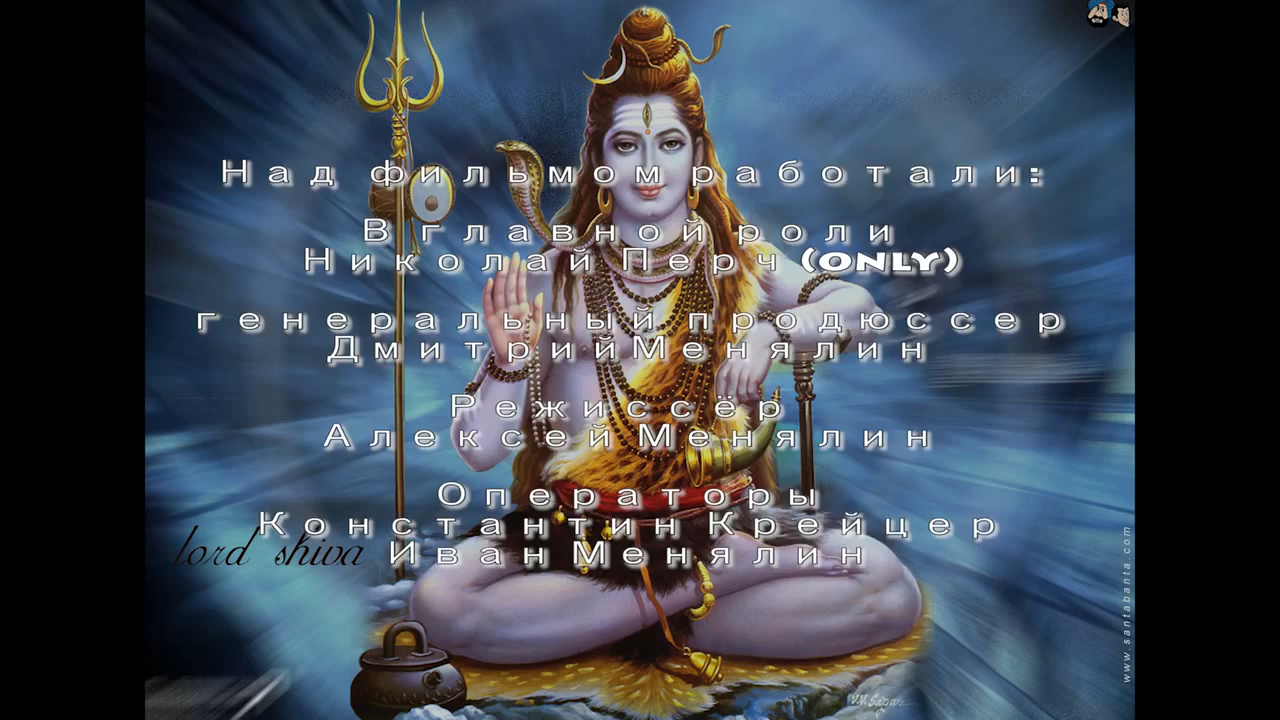 Над фильмом работали:
В главной роли
Николай Перч (ONLY)
генеральный продюссер
Дмитрий Менялин
Режиссёр
Алексей Менялин
Операторы
Константин Крейцер
Иван Менялин
lord shiva
www.santabanta.com